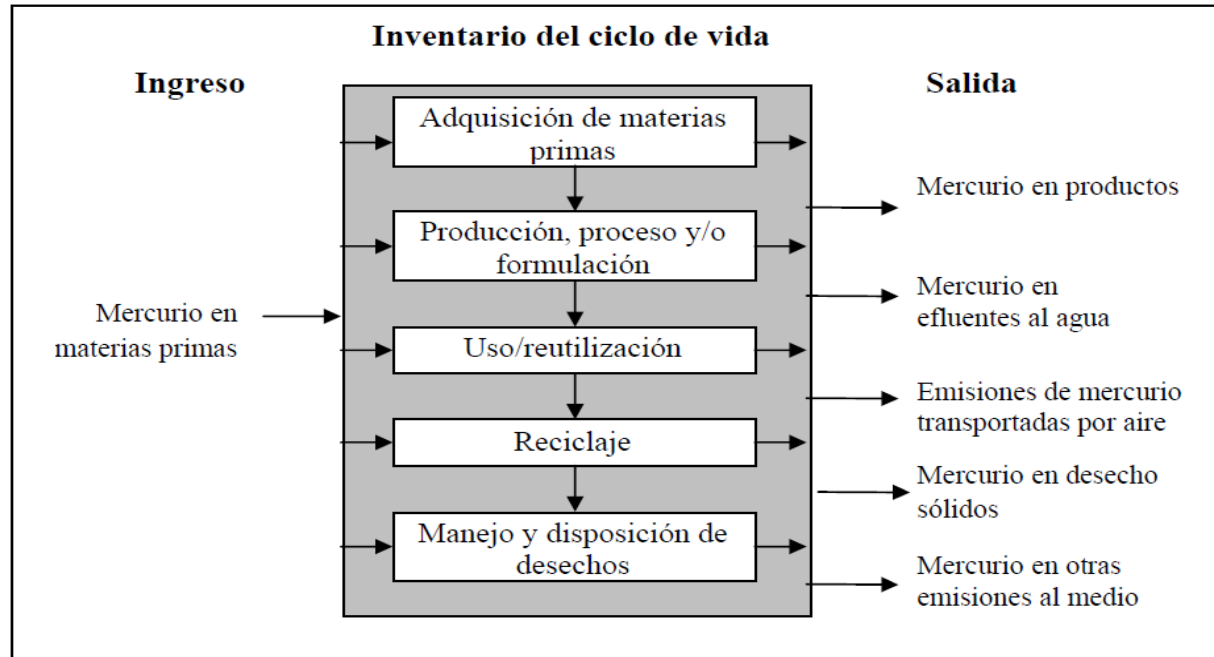 Inventario del ciclo de vida
Ingreso
Salida
Adquisición de materias
primas
Producción, proceso y/o
formulación
Uso/reutilización
Reciclaje
Manejo y disposición de
desechos
Mercurio en
materias primas
Mercurio en productos
Mercurio en
efluentes al agua
Emisiones de mercurio
transportadas por aire
Mercurio en desecho
sólidos
Mercurio en otras
emisiones al medio